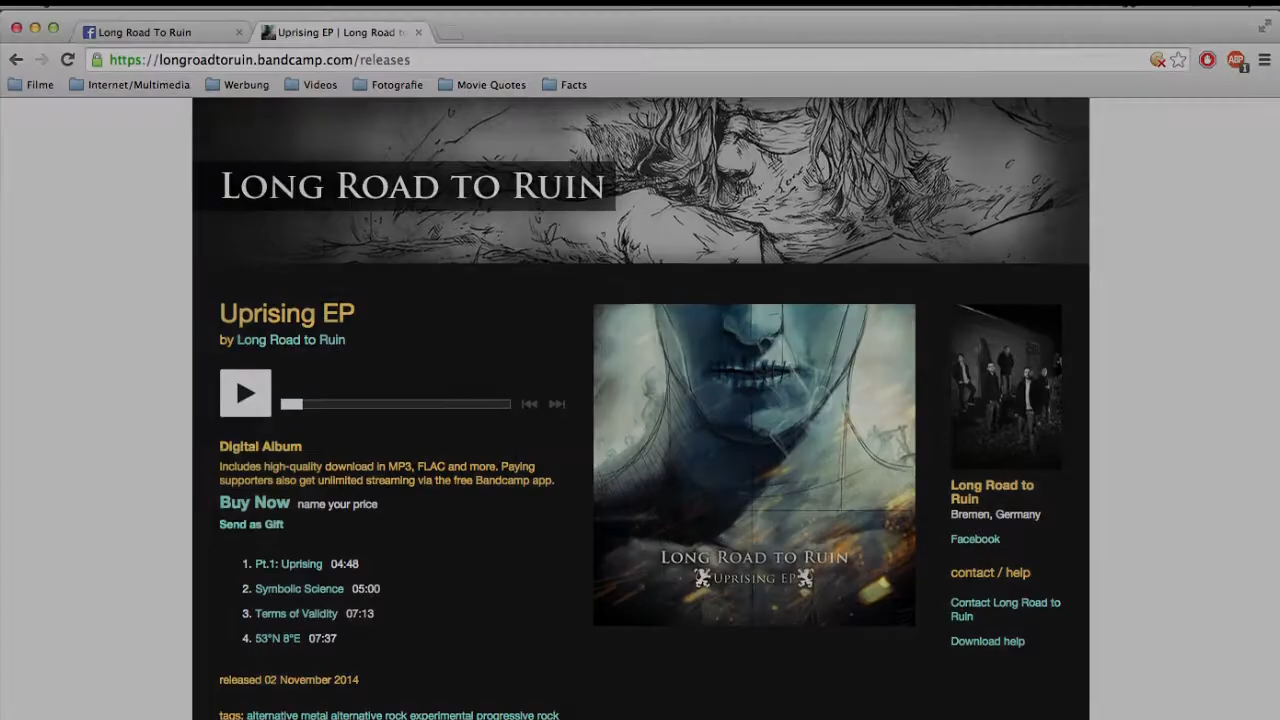 Long Road To Ruin
Uprising EP | Long Road to
https://longroadtoruin.bandcamp.com/releases
ABP
1
Filme
Internet/Multimedia
Werbung
Videos
Fotografie
Movie Quotes
Facts
LONG ROAD TO RUIN
Uprising EP
by Long Road to Ruin
Digital Album
Includes high-quality download in MP3, FLAC and more. Paying
supporters also get unlimited streaming via the free Bandcamp app.
Buy Now name your price
Send as Gift
1. Pt.1: Uprising 04:48
2. Symbolic Science 05:00
3. Terms of Validity 07:13
4. 53°N 8°E 07:37
released 02 November 2014
tags: alternative metal alternative rock experimental progressive rock
LONG ROAD TO RUIN
UPRISING EP
Long Road to
Ruin
Bremen, Germany
Facebook
contact / help
Contact Long Road to
Ruin
Download help